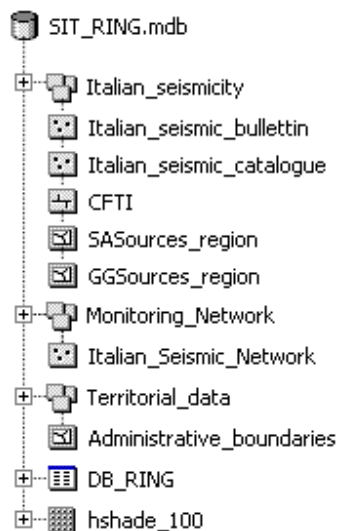 SIT_RING.mdb
Italian_seismicity
Italian_seismic_bullettin
Italian_seismic_catalogue
CFTI
SASources_region
GGSources_region
Monitoring_Network
Italian_Seismic_Network
Territorial_data
Administrative_boundaries
DB_RING
hshade_100